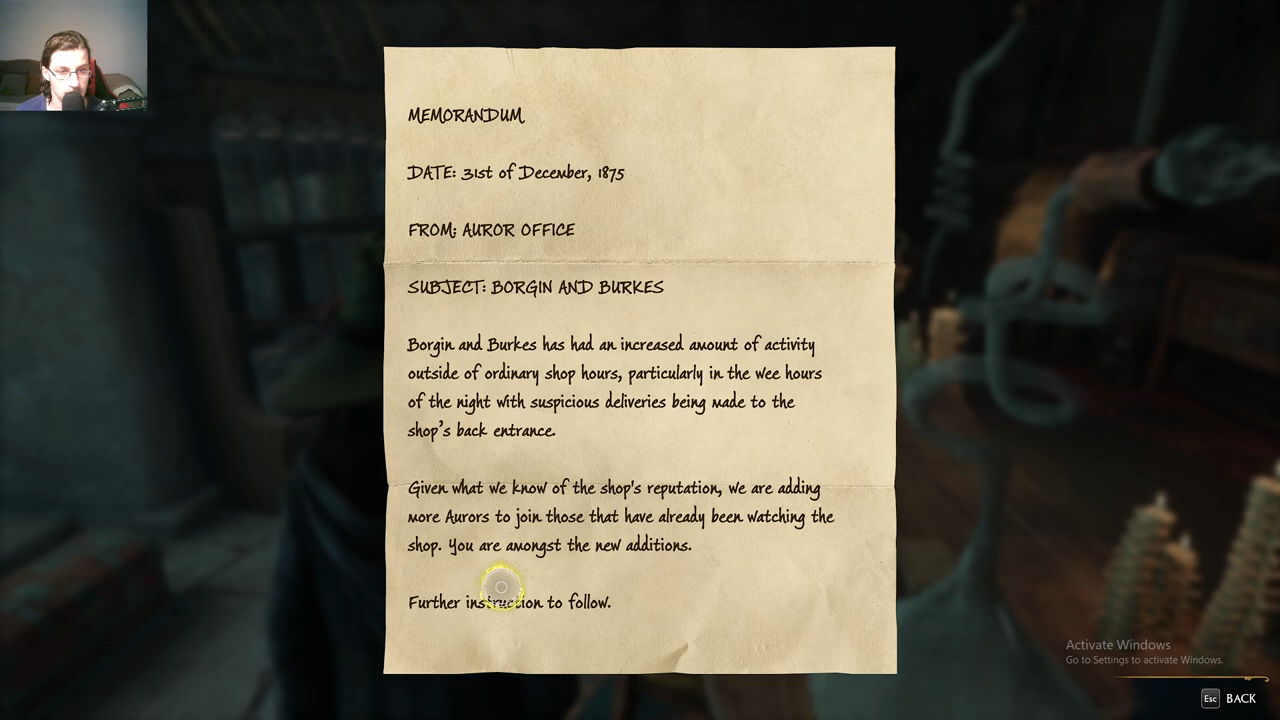 MEMORANDUM
DATE: 31st of December, 1875
FROM: AUROR OFFICE
SUBJECT: BORGIN AND BURKES
Borgin and Burkes has had an increased amount of activity
outside of ordinary shop hours, particularly in the wee hours
of the night with suspicious deliveries being made to the
shop's back entrance.
Given what we know of the shop's reputation, we are adding
more Aurors to join those that have already been watching the
shop. You are amongst the new additions.
Further instruction to follow.
Activate Windows
Go to Settings to activate Windows.
Esc BACK